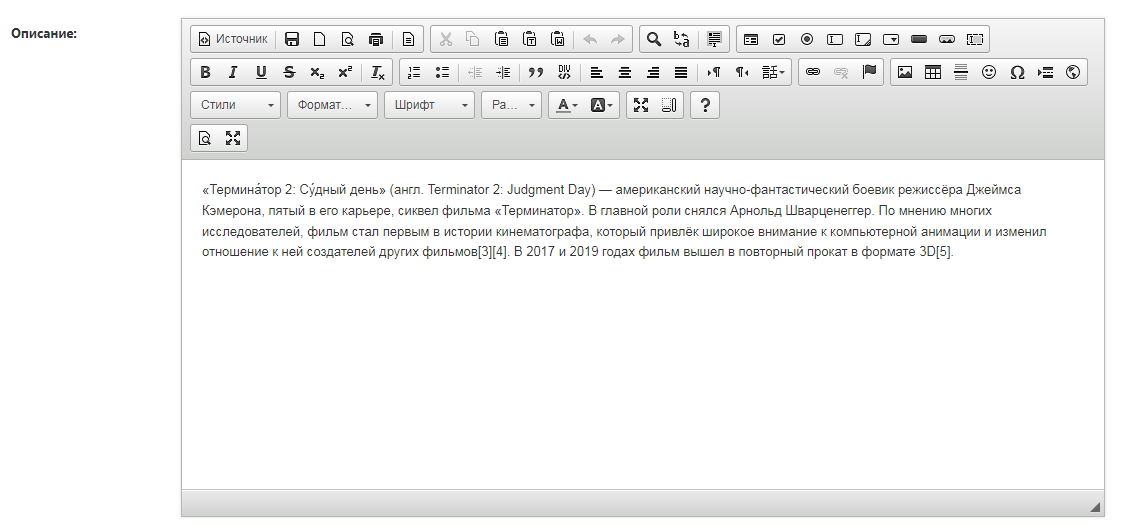 Описание:
Источник
Стили
Формат...
Шрифт
Ра...
«Термина́тор 2: Су́дный день» (англ. Terminator 2: Judgment Day) — американский научно-фантастический боевик режиссёра Джеймса
Кэмерона, пятый в его карьере, сиквел фильма «Терминатор». В главной роли снялся Арнольд Шварценеггер. По мнению многих
исследователей, фильм стал первым в истории кинематографа, который привлёк широкое внимание к компьютерной анимации и изменил
отношение к ней создателей других фильмов[3][4]. В 2017 и 2019 годах фильм вышел в повторный прокат в формате 3D[5].